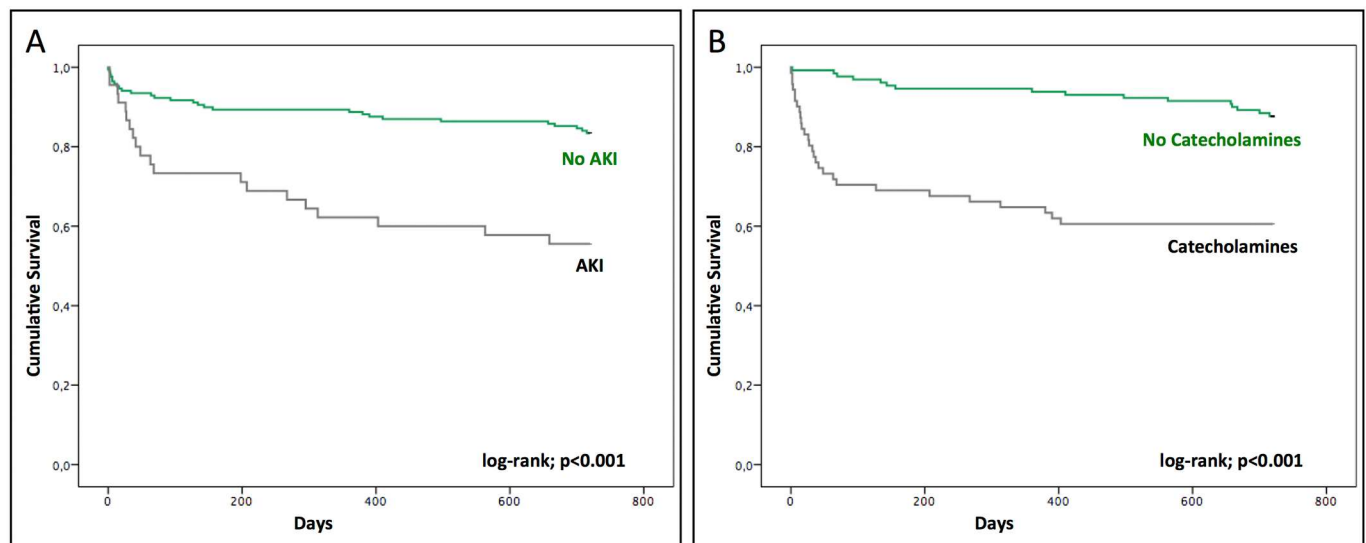 A
1,0
0,8
0,6
0,4
0,2
0,0
Cumulative Survival
No AKI
AKI
log-rank; p<0.001
0 200 400 600 800
Days
B
1,0
0,8
0,6
0,4
0,2
0,0
Cumulative Survival
No Catecholamines
Catecholamines
log-rank; p<0.001
0 200 400 600 800
Days